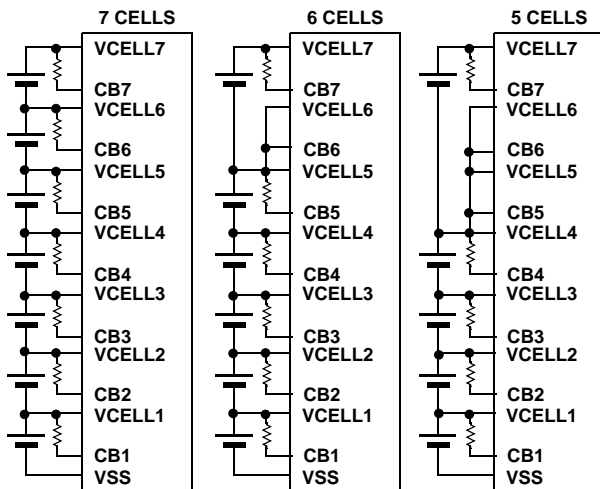 7 CELLS
VCELL7
CB7
VCELL6
CB6
VCELL5
CB5
VCELL4
CB4
VCELL3
CB3
VCELL2
CB2
VCELL1
CB1
VSS
6 CELLS
VCELL7
CB7
VCELL6
CB6
VCELL5
CB5
VCELL4
CB4
VCELL3
CB3
VCELL2
CB2
VCELL1
CB1
VSS
5 CELLS
VCELL7
CB7
VCELL6
CB6
VCELL5
CB5
VCELL4
CB4
VCELL3
CB3
VCELL2
CB2
VCELL1
CB1
VSS